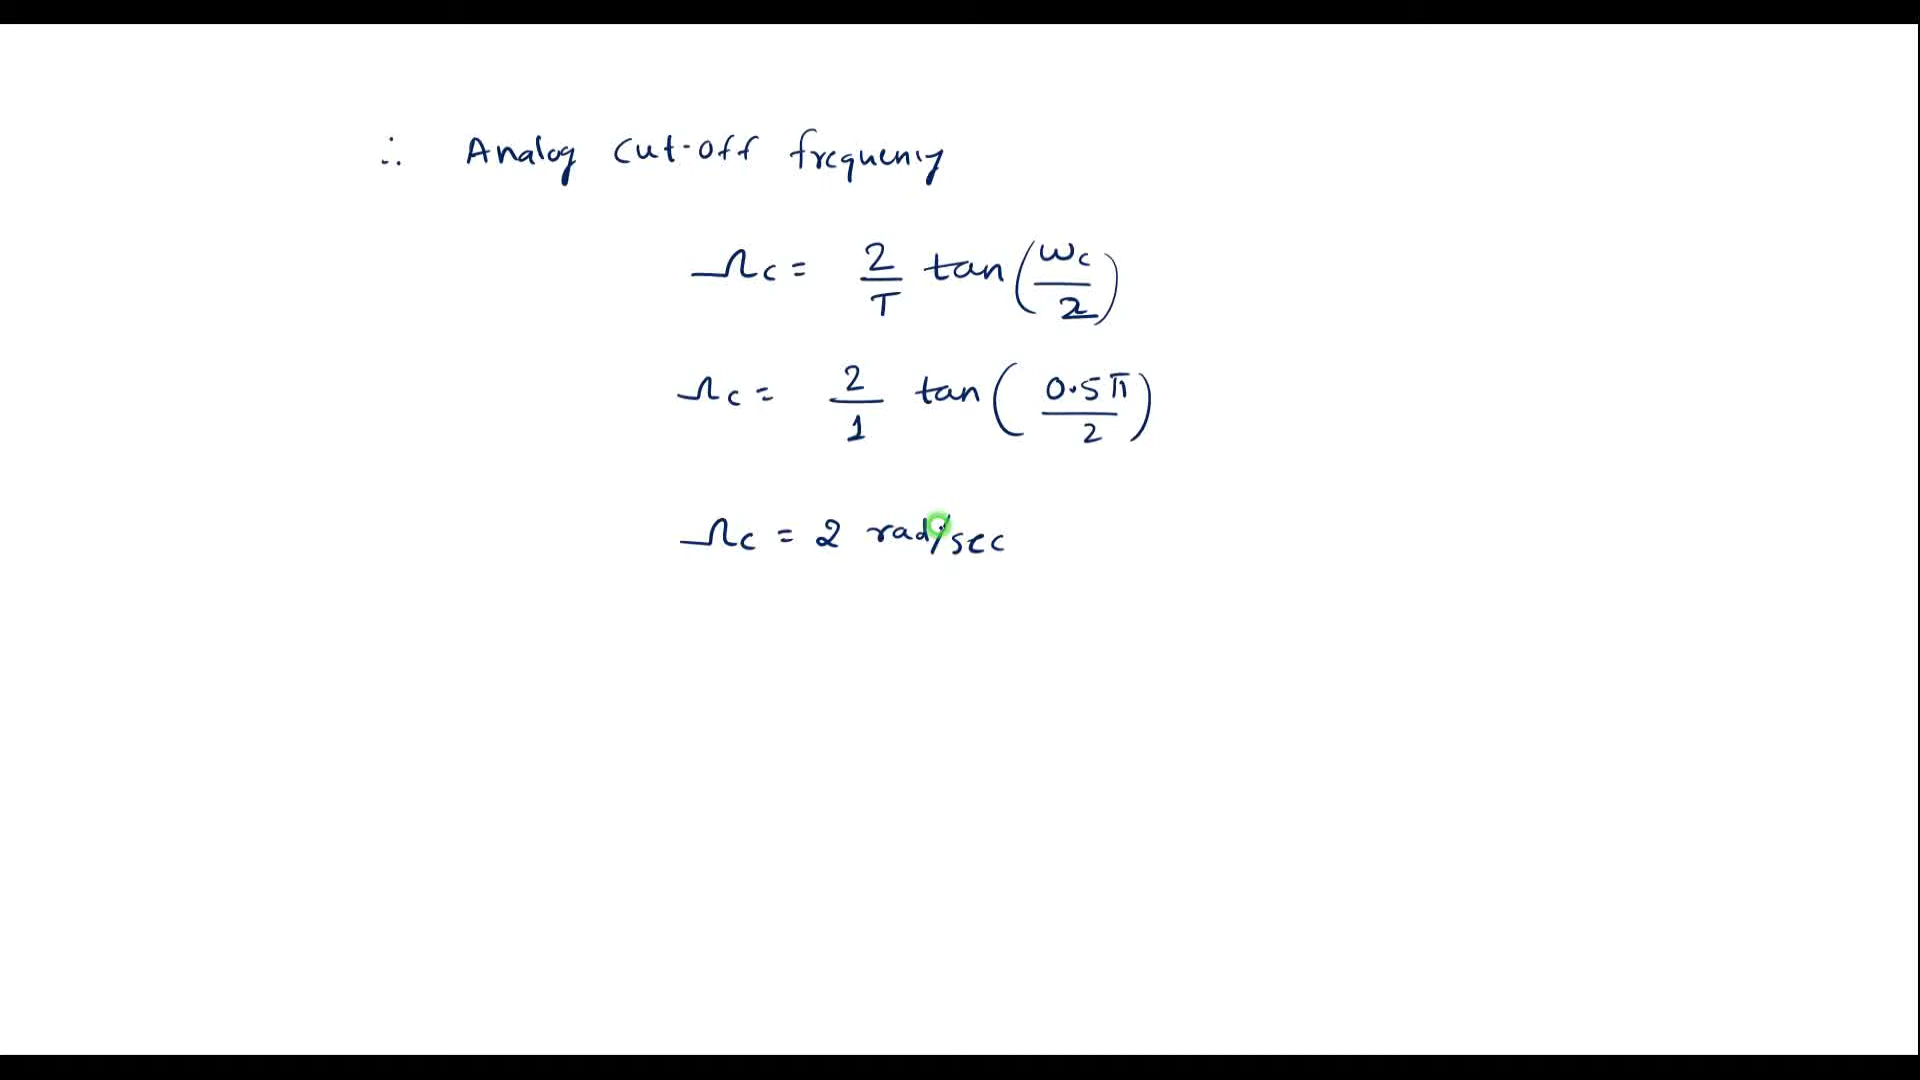 ∴ Analog cut-off frequency
Ωc = 2/T tan(ωc/2)
Ωc = 2/1 tan(0.5π/2)
Ωc = 2 rad/sec